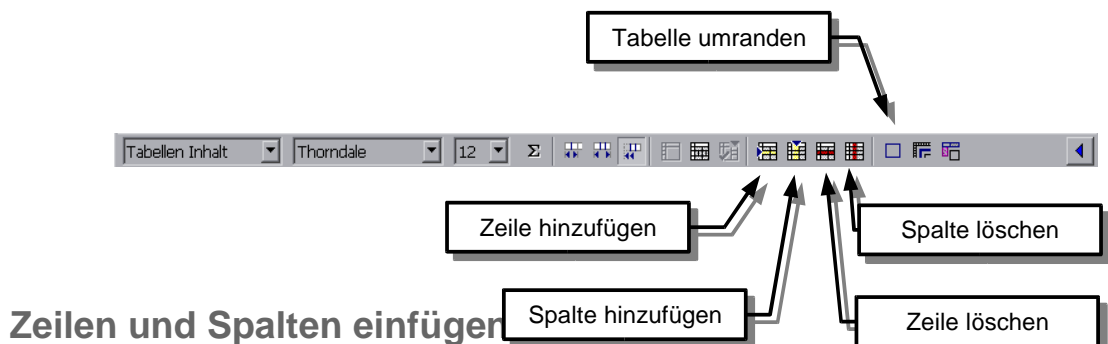 Tabelle umranden
Tabellen Inhalt Thorndale 12 Σ
Zeile hinzufügen
Spalte löschen
Spalte hinzufügen
Zeile löschen
Zeilen und Spalten einfügen